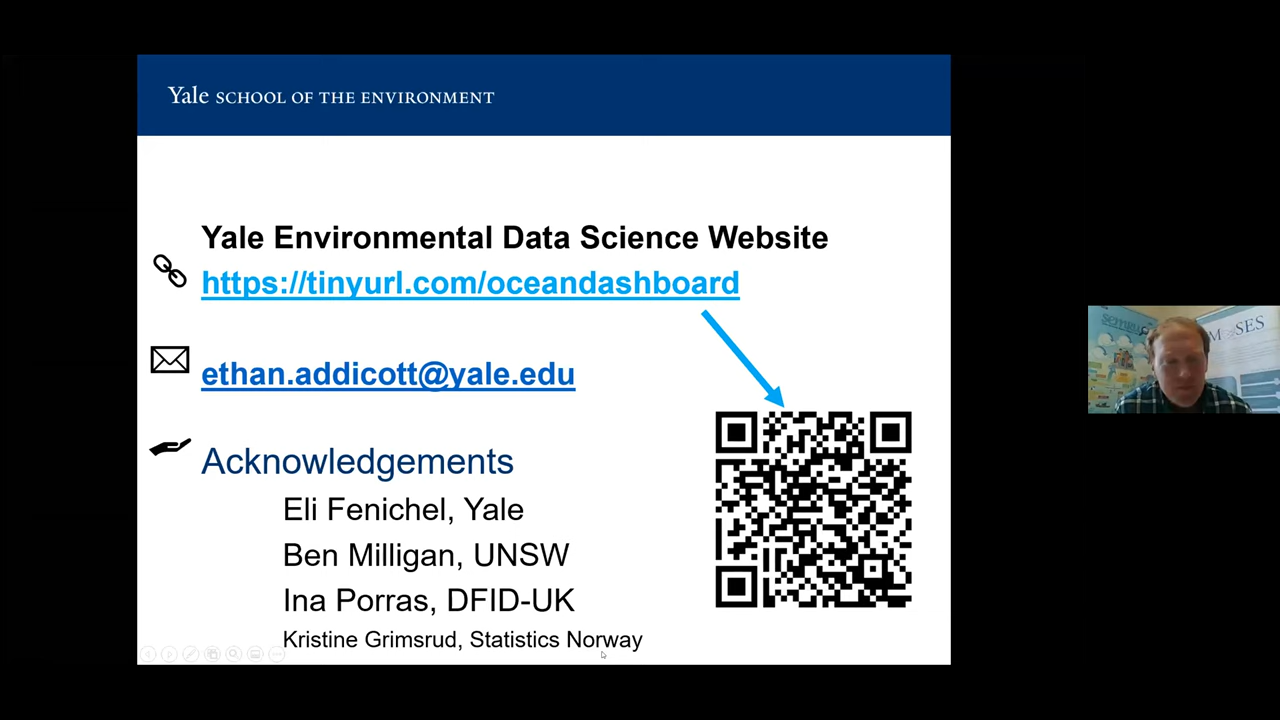 Yale SCHOOL OF THE ENVIRONMENT
Yale Environmental Data Science Website
https://tinyurl.com/oceandashboard
ethan.addicott@yale.edu
Acknowledgements
Eli Fenichel, Yale
Ben Milligan, UNSW
Ina Porras, DFID-UK
Kristine Grimsrud, Statistics Norway